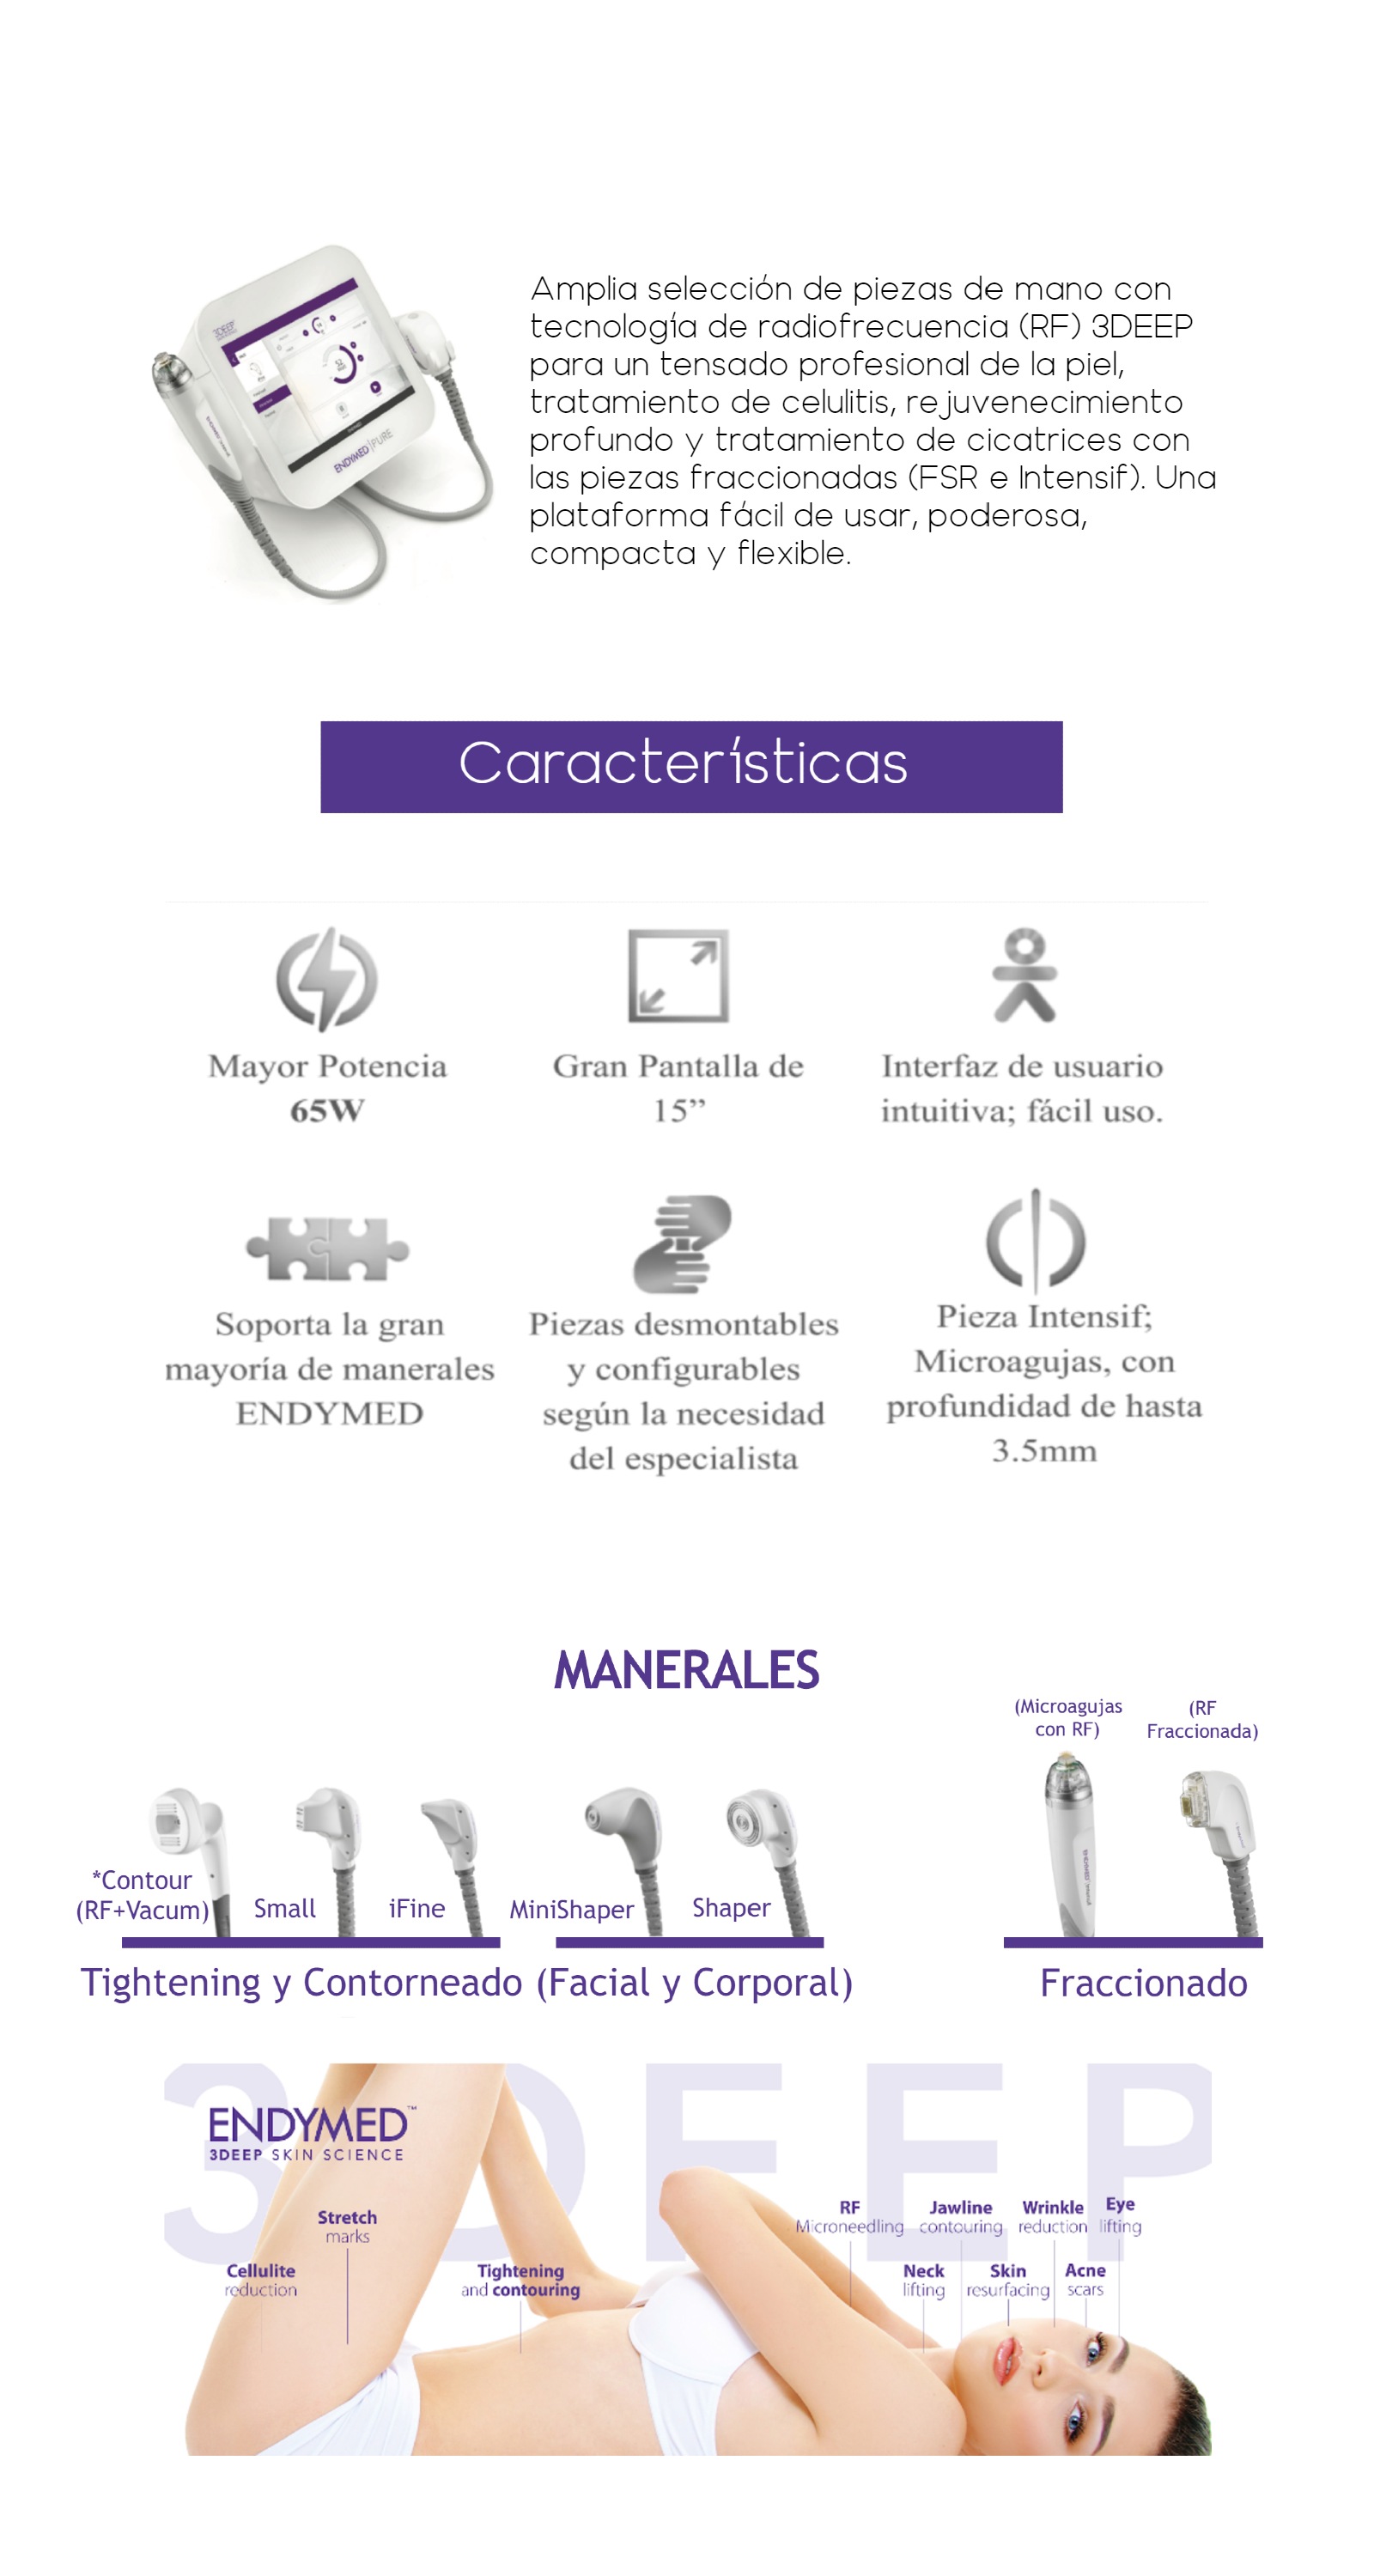 3DEEP
ENDYMED | PURE
Amplia selección de piezas de mano con
tecnología de radiofrecuencia (RF) 3DEEP
para un tensado profesional de la piel,
tratamiento de celulitis, rejuvenecimiento
profundo y tratamiento de cicatrices con
las piezas fraccionadas (FSR e Intensif). Una
plataforma fácil de usar, poderosa,
compacta y flexible.
Características
Mayor Potencia
65W
Gran Pantalla de
15”
Interfaz de usuario
intuitiva; fácil uso.
Soporta la gran
mayoría de manerales
ENDYMED
Piezas desmontables
y configurables
según la necesidad
del especialista
Pieza Intensif;
Microagujas, con
profundidad de hasta
3.5mm
MANERALES
(Microagujas
con RF)
(RF
Fraccionada)
*Contour
(RF+Vacum)
Small
iFine
MiniShaper
Shaper
Tightening y Contorneado (Facial y Corporal)
Fraccionado
3DEEP
ENDYMED™
3DEEP SKIN SCIENCE
Stretch
marks
Cellulite
reduction
Tightening
and contouring
RF
Microneedling
Jawline
contouring
Wrinkle
reduction
Eye
lifting
Neck
lifting
Skin
resurfacing
Acne
scars